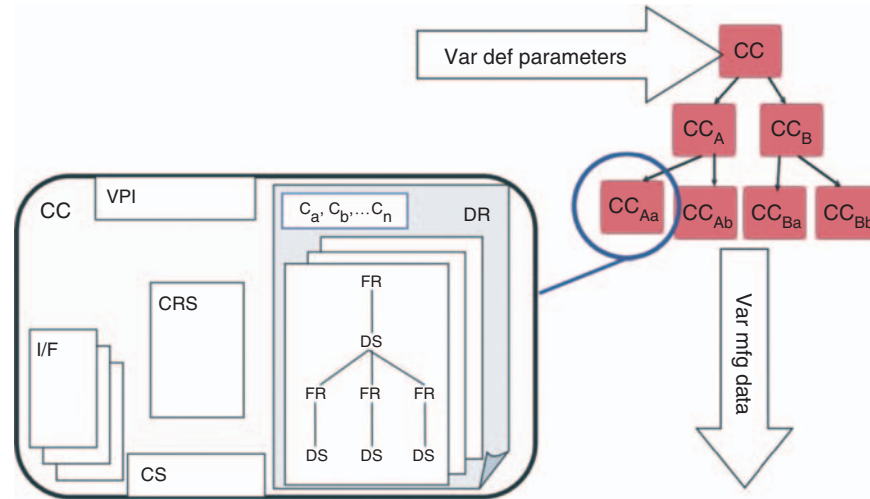 Var def parameters
CC
CC_A
CC_B
CC_Aa
CC_Ab
CC_Ba
CC_Bb
Var mfg data
CC
VPI
C_a, C_b,...C_n
DR
CRS
I/F
CS
FR
DS
FR FR FR
DS DS DS